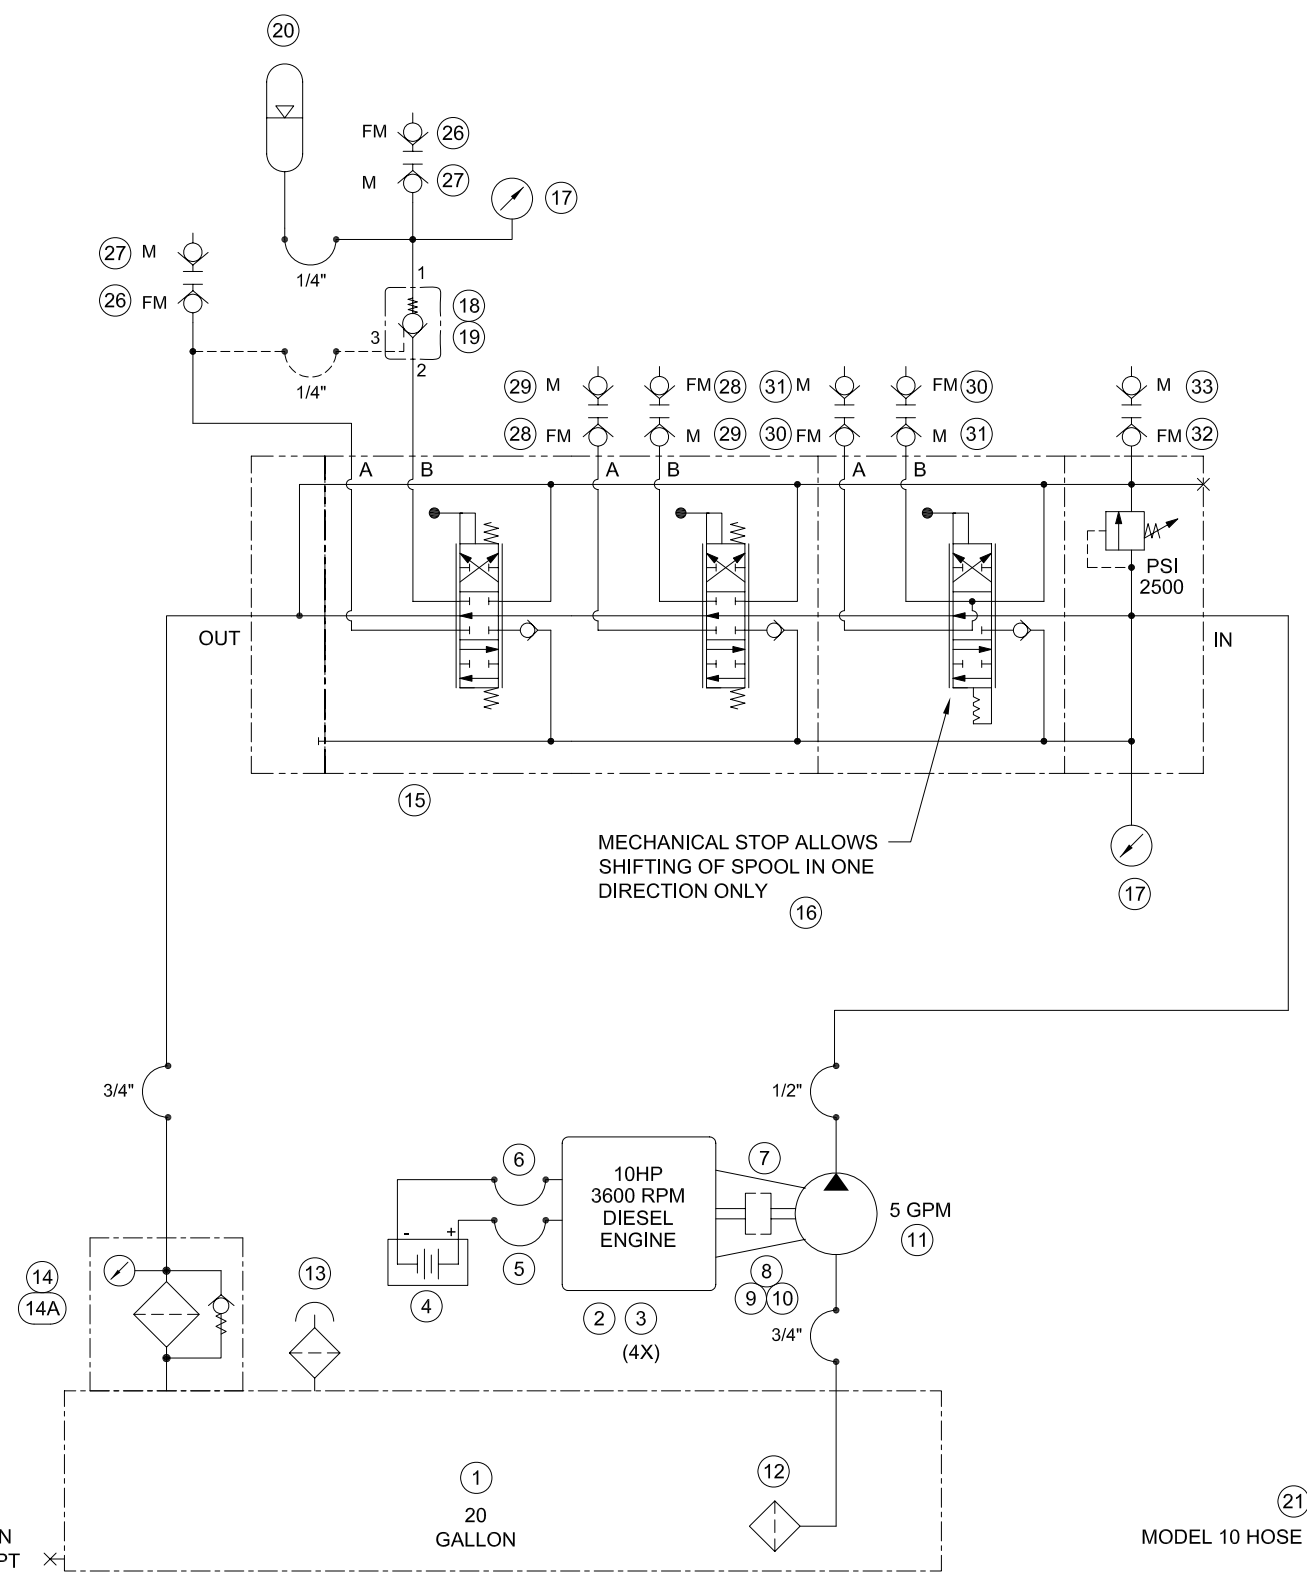 20
FM 26
M 27
17
27 M
26 FM
1/4"
1
18
3
19
2
1/4"
29 M FM 28 31 M FM 30 M 33
28 FM M 29 30 FM M 31 FM 32
A B A B A B
PSI
2500
OUT
IN
15
MECHANICAL STOP ALLOWS
SHIFTING OF SPOOL IN ONE
DIRECTION ONLY
16
17
3/4"
1/2"
6
7
10HP
3600 RPM
DIESEL
ENGINE
5 GPM
11
- +
5
4
8
9 10
2 3
(4X)
3/4"
14
14A
13
1
20
GALLON
12
21
MODEL 10 HOSE
N
PT